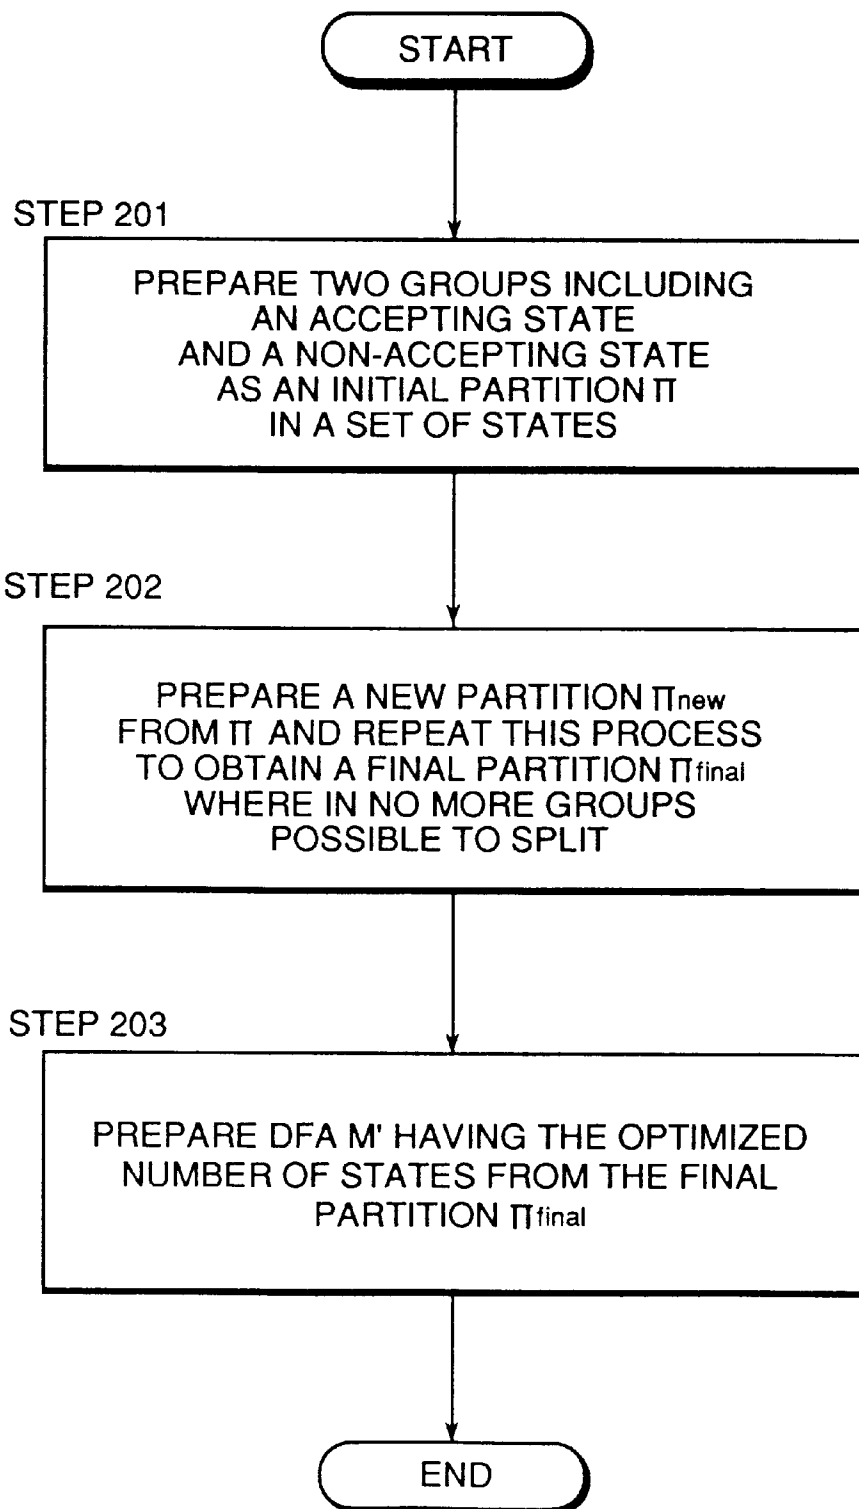 START
STEP 201
PREPARE TWO GROUPS INCLUDING
AN ACCEPTING STATE
AND A NON-ACCEPTING STATE
AS AN INITIAL PARTITION Π
IN A SET OF STATES
STEP 202
PREPARE A NEW PARTITION Πnew
FROM Π AND REPEAT THIS PROCESS
TO OBTAIN A FINAL PARTITION Πfinal
WHERE IN NO MORE GROUPS
POSSIBLE TO SPLIT
STEP 203
PREPARE DFA M' HAVING THE OPTIMIZED
NUMBER OF STATES FROM THE FINAL
PARTITION Πfinal
END